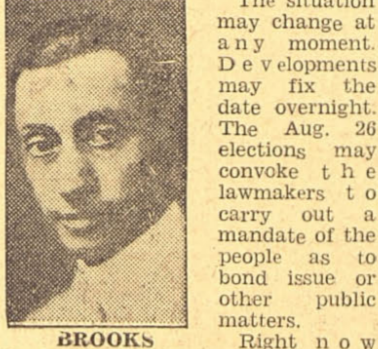 The situation
may change at
any moment.
Developments
may fix the
date overnight.
The Aug. 26
elections may
convoke the
lawmakers to
carry out a
mandate of the
people as to
bond issue or
other public
matters.
Right now
BROOKS